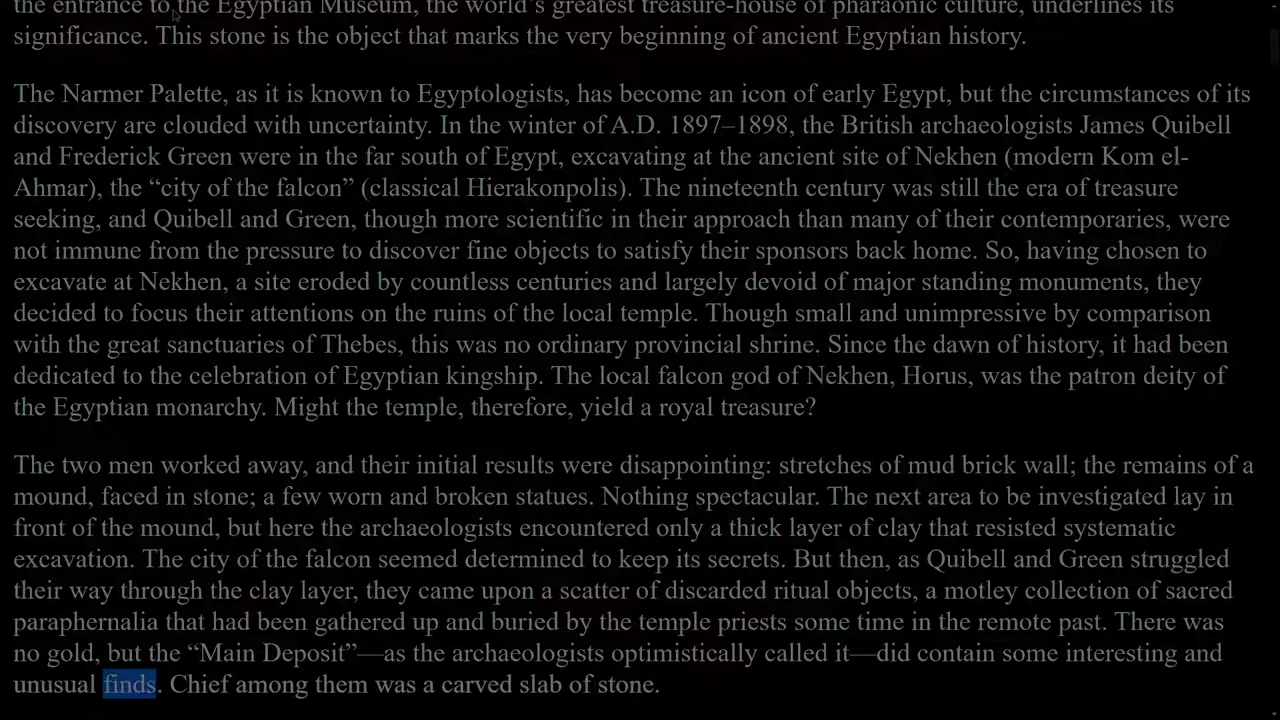 the entrance to the Egyptian Museum, the world's greatest treasure-house of pharaonic culture, underlines its
significance. This stone is the object that marks the very beginning of ancient Egyptian history.
The Narmer Palette, as it is known to Egyptologists, has become an icon of early Egypt, but the circumstances of its
discovery are clouded with uncertainty. In the winter of A.D. 1897–1898, the British archaeologists James Quibell
and Frederick Green were in the far south of Egypt, excavating at the ancient site of Nekhen (modern Kom el-
Ahmar), the “city of the falcon” (classical Hierakonpolis). The nineteenth century was still the era of treasure
seeking, and Quibell and Green, though more scientific in their approach than many of their contemporaries, were
not immune from the pressure to discover fine objects to satisfy their sponsors back home. So, having chosen to
excavate at Nekhen, a site eroded by countless centuries and largely devoid of major standing monuments, they
decided to focus their attentions on the ruins of the local temple. Though small and unimpressive by comparison
with the great sanctuaries of Thebes, this was no ordinary provincial shrine. Since the dawn of history, it had been
dedicated to the celebration of Egyptian kingship. The local falcon god of Nekhen, Horus, was the patron deity of
the Egyptian monarchy. Might the temple, therefore, yield a royal treasure?
The two men worked away, and their initial results were disappointing: stretches of mud brick wall; the remains of a
mound, faced in stone; a few worn and broken statues. Nothing spectacular. The next area to be investigated lay in
front of the mound, but here the archaeologists encountered only a thick layer of clay that resisted systematic
excavation. The city of the falcon seemed determined to keep its secrets. But then, as Quibell and Green struggled
their way through the clay layer, they came upon a scatter of discarded ritual objects, a motley collection of sacred
paraphernalia that had been gathered up and buried by the temple priests some time in the remote past. There was
no gold, but the “Main Deposit”—as the archaeologists optimistically called it—did contain some interesting and
unusual finds. Chief among them was a carved slab of stone.